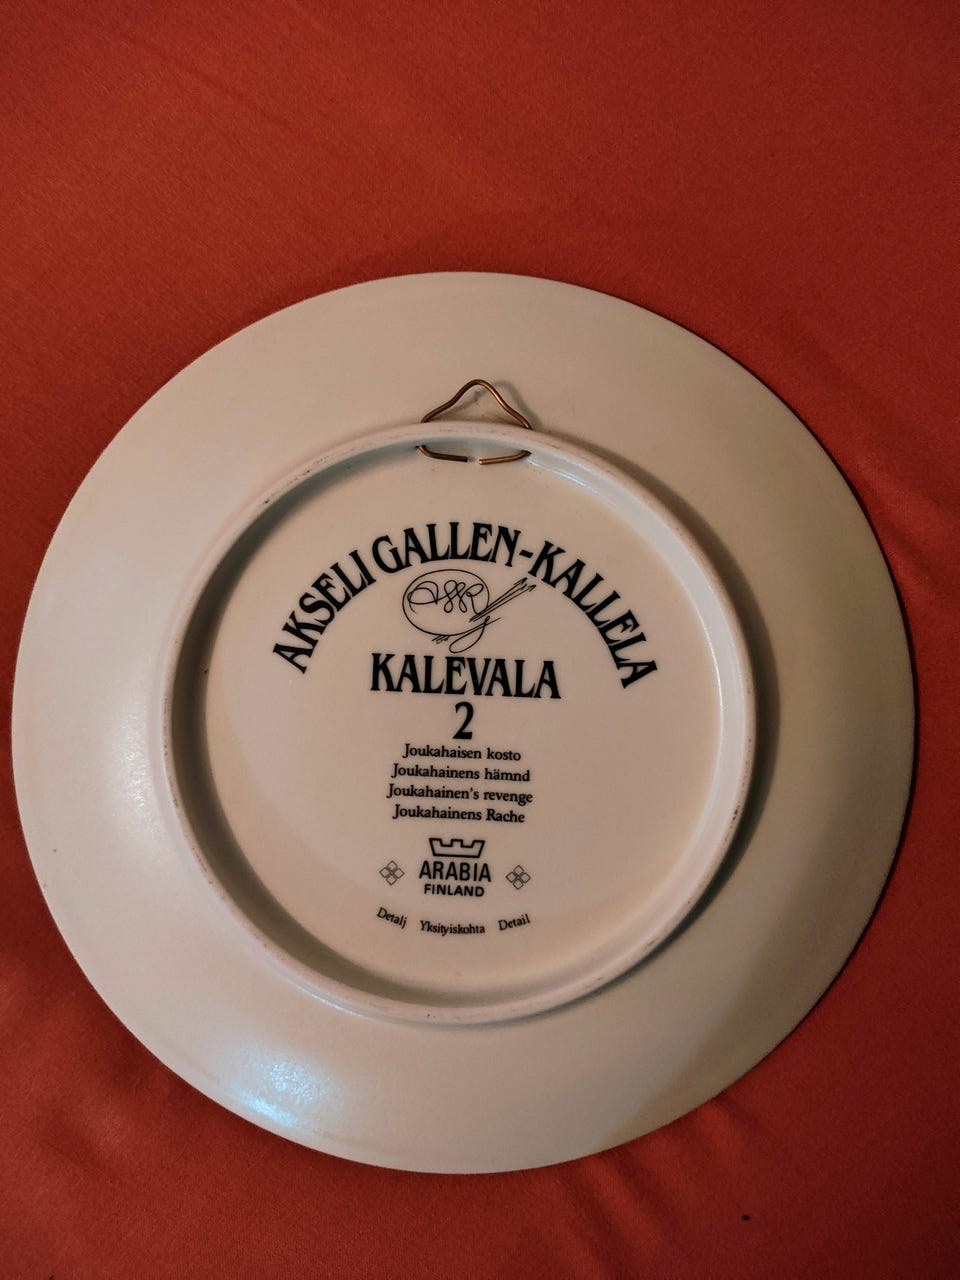 AKSELI GALLEN-KALLELA
KALEVALA
2
Joukahaisen kosto
Joukahainens hämnd
Joukahainen's revenge
Joukahainens Rache
ARABIA
FINLAND
Detalj Yksityiskohta Detail